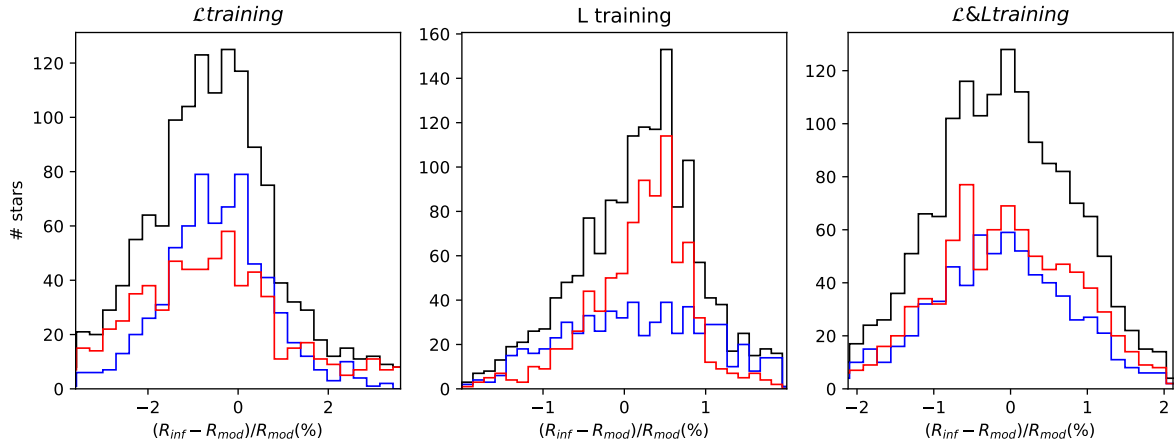 ℒtraining
L training
ℒ&Ltraining
# stars
120
100
80
60
40
20
0
160
140
120
100
80
60
40
20
0
120
100
80
60
40
20
0
−2 0 2
−1 0 1
−2 −1 0 1 2
(R_inf − R_mod)/R_mod(%)
(R_inf − R_mod)/R_mod(%)
(R_inf − R_mod)/R_mod(%)